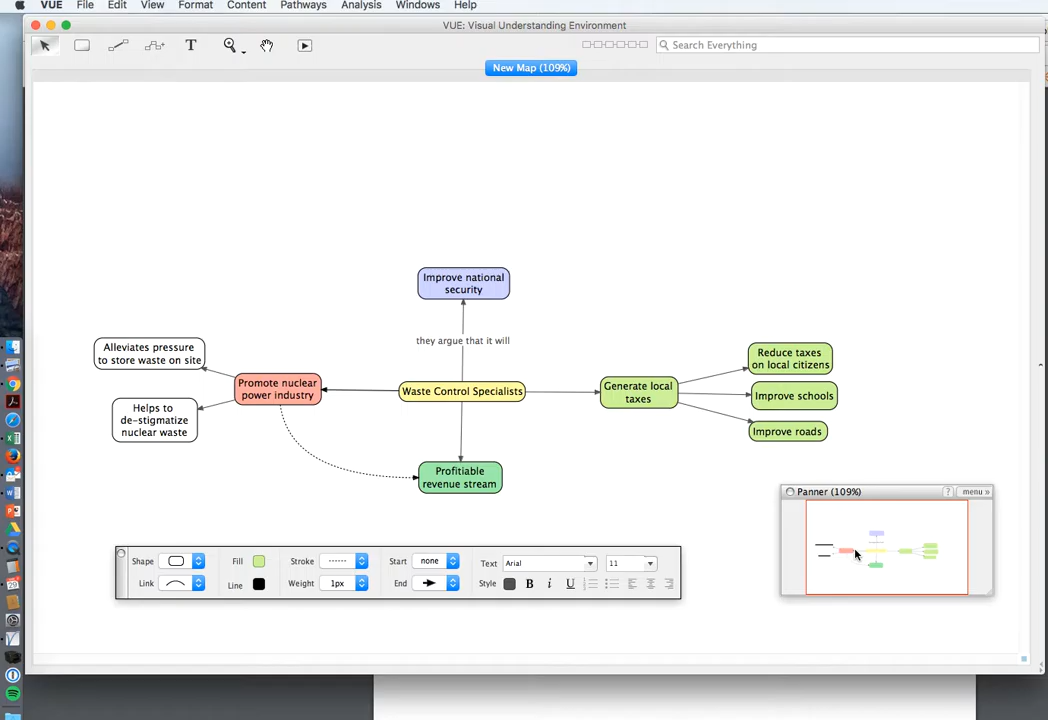 VUE File Edit View Format Content Pathways Analysis Windows Help
VUE: Visual Understanding Environment
T
Search Everything
New Map (109%)
Improve national
security
they argue that it will
Alleviates pressure
to store waste on site
Helps to
de-stigmatize
nuclear waste
Promote nuclear
power industry
Waste Control Specialists
Generate local
taxes
Reduce taxes
on local citizens
Improve schools
Improve roads
Profitiable
revenue stream
Panner (109%) ? menu »
Shape Fill Stroke Start none Text Arial 11
Link Line Weight 1px End Style B i U